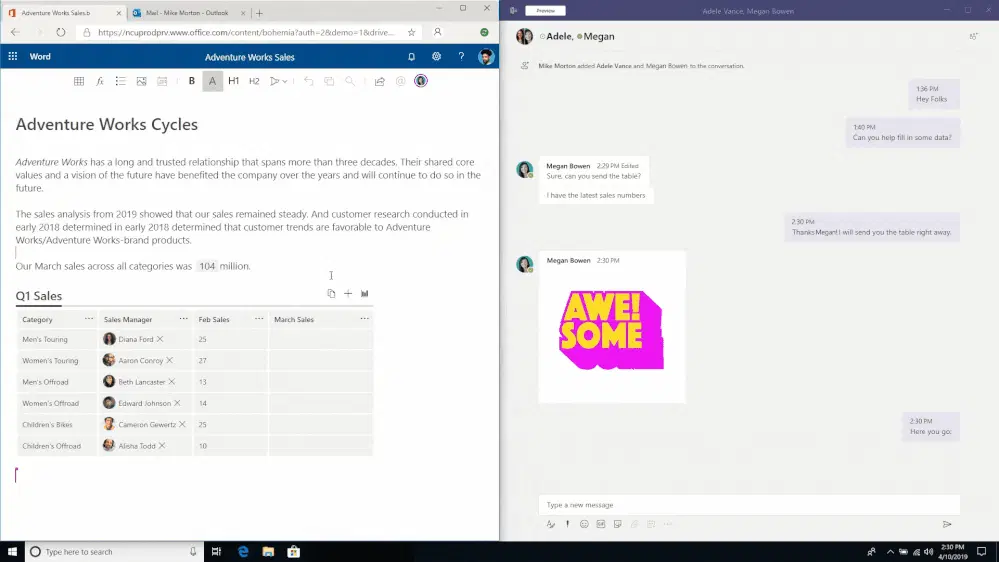 Adventure Works Sales.b
Mail - Mike Morton - Outlook
https://ncuprodprv.www.office.com/content/bohemia?auth=2&demo=1&drive...
Word
Adventure Works Sales
B A H1 H2
Adventure Works Cycles
Adventure Works has a long and trusted relationship that spans more than three decades. Their shared core
values and a vision of the future have benefited the company over the years and will continue to do so in the
future.
The sales analysis from 2019 showed that our sales remained steady. And customer research conducted in
early 2018 determined in early 2018 determined that customer trends are favorable to Adventure
Works/Adventure Works-brand products.
Our March sales across all categories was 104 million.
Q1 Sales
Category Sales Manager Feb Sales March Sales
Men's Touring Diana Ford 25
Women's Touring Aaron Conroy 27
Men's Offroad Beth Lancaster 13
Women's Offroad Edward Johnson 14
Children's Bikes Cameron Gewertz 25
Children's Offroad Alisha Todd 10
Preview
Adele Vance, Megan Bowen
Adele, Megan
Mike Morton added Adele Vance and Megan Bowen to the conversation.
1:36 PM
Hey Folks
1:40 PM
Can you help fill in some data?
Megan Bowen 2:29 PM Edited
Sure, can you send the table?
I have the latest sales numbers
2:30 PM
Thanks Megan! I will send you the table right away.
Megan Bowen 2:30 PM
AWE!
SOME
2:30 PM
Here you go:
Type a new message
GIF
Type here to search
2:30 PM
4/10/2019